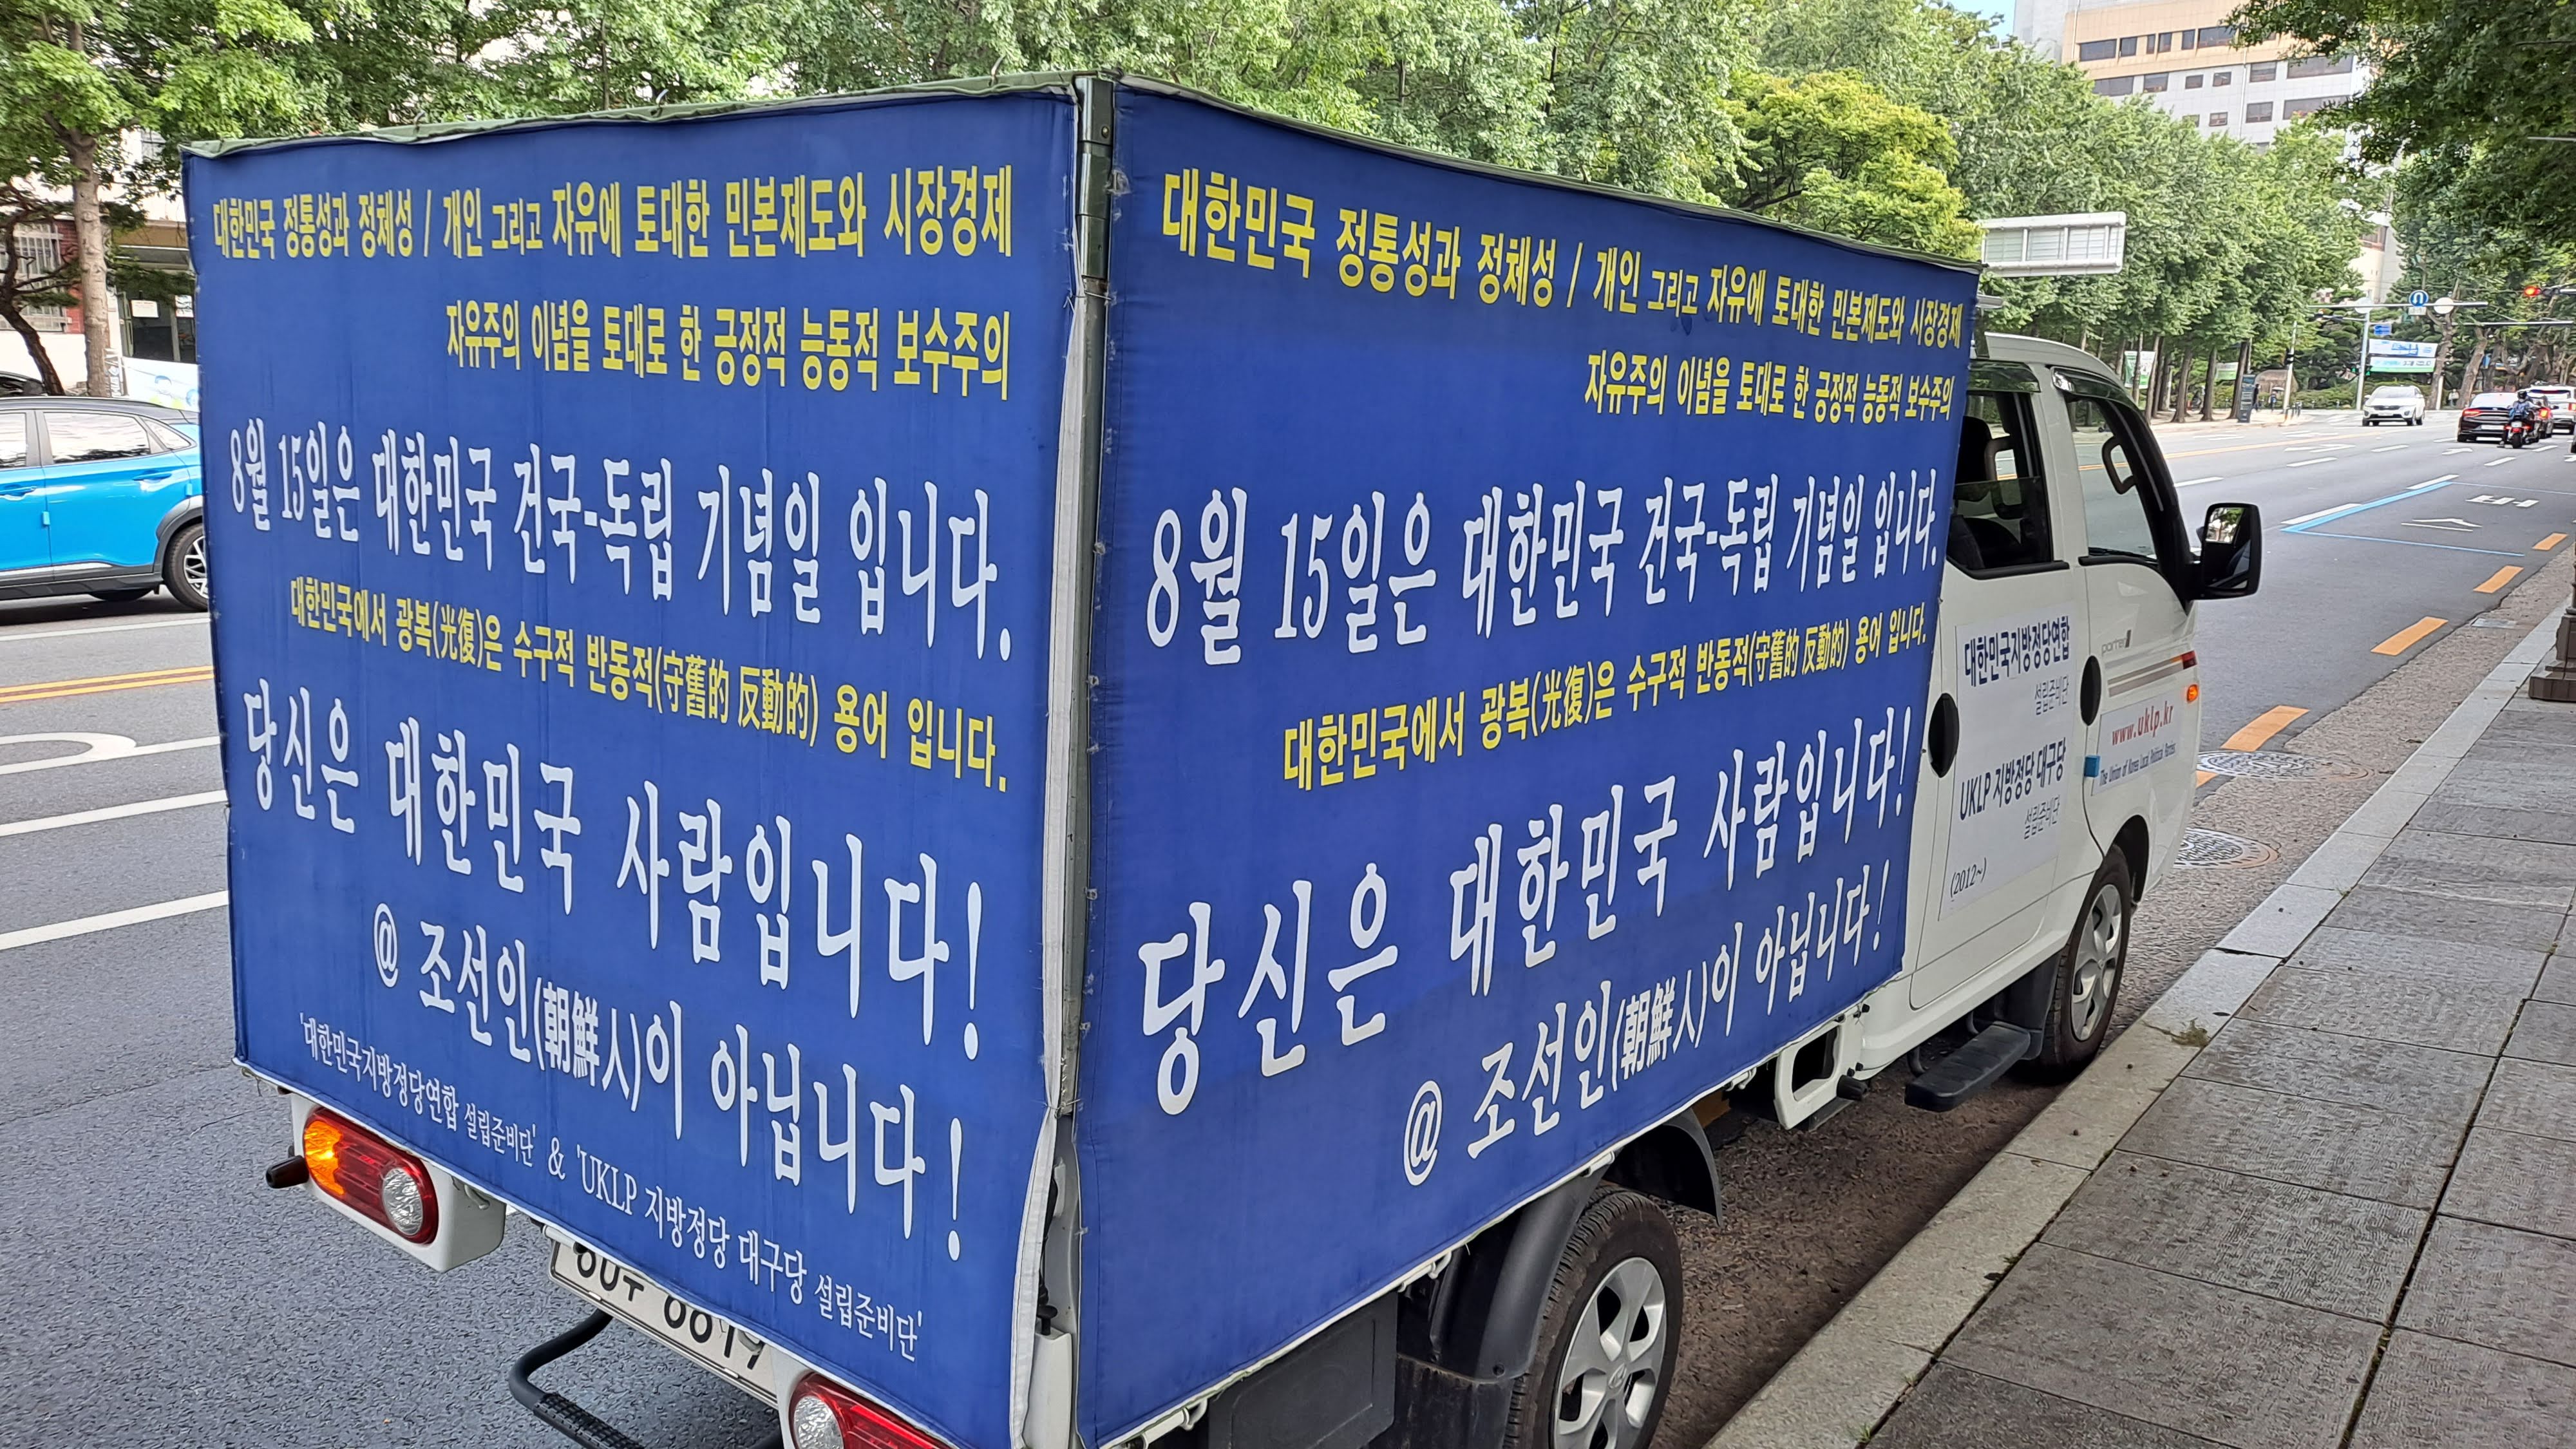 대한민국 정통성과 정체성 / 개인 그리고 자유에 토대한 민본제도와 시장경제
자유주의 이념을 토대로 한 긍정적 능동적 보수주의
8월 15일은 대한민국 건국-독립 기념일 입니다.
대한민국에서 광복(光復)은 수구적 반동적(守舊的 反動的) 용어 입니다.
당신은 대한민국 사람입니다!
@ 조선인(朝鮮人)이 아닙니다!
'대한민국지방정당연합 설립준비단' & 'UKLP 지방정당 대구당 설립준비단'
대한민국 정통성과 정체성 / 개인 그리고 자유에 토대한 민본제도와 시장경제
자유주의 이념을 토대로 한 긍정적 능동적 보수주의
8월 15일은 대한민국 건국-독립 기념일 입니다.
대한민국에서 광복(光復)은 수구적 반동적(守舊的 反動的) 용어 입니다.
당신은 대한민국 사람입니다!
@ 조선인(朝鮮人)이 아닙니다!
대한민국지방정당연합
설립준비단
UKLP 지방정당 대구당
설립준비단
(2012~)
www.uklp.kr
The Union of Korea Local Political Parties